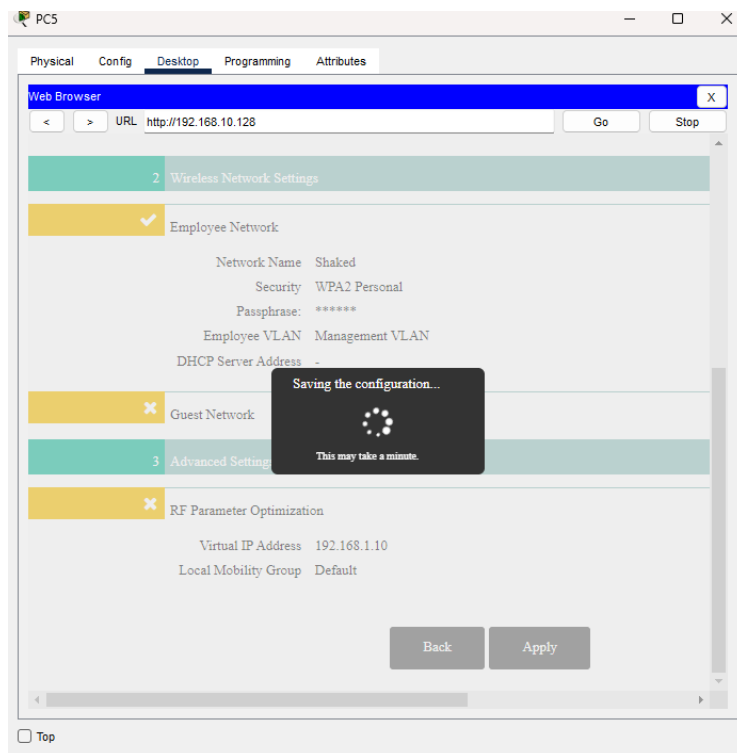 PC5
Physical Config Desktop Programming Attributes
Web Browser
X
< > URL http://192.168.10.128 Go Stop
2 Wireless Network Settings
Employee Network
Network Name Shaked
Security WPA2 Personal
Passphrase: ******
Employee VLAN Management VLAN
DHCP Server Address -
Saving the configuration...
Guest Network
This may take a minute.
3 Advanced Setting
RF Parameter Optimization
Virtual IP Address 192.168.1.10
Local Mobility Group Default
Back Apply
Top